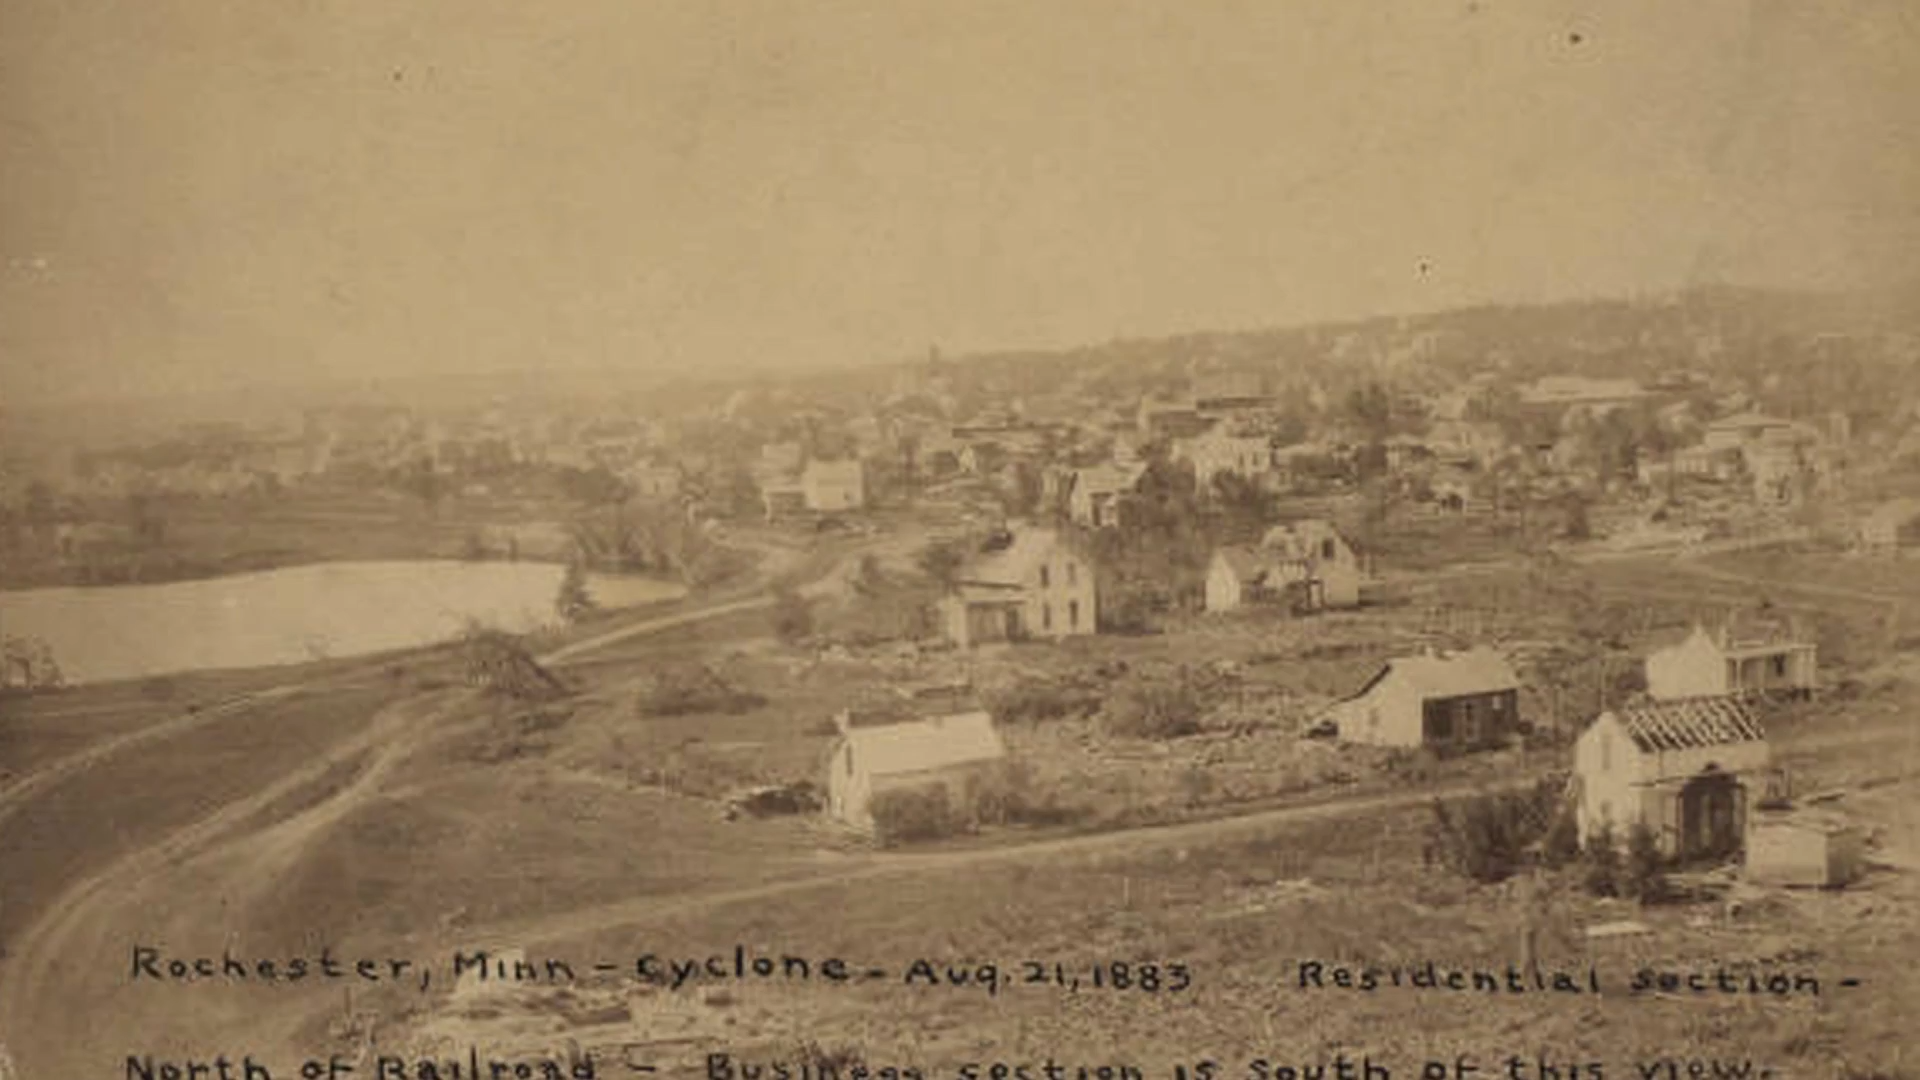 Rochester, Minn - Cyclone - Aug. 21, 1883 Residential section -
North of Railroad - Business section is south of this view.